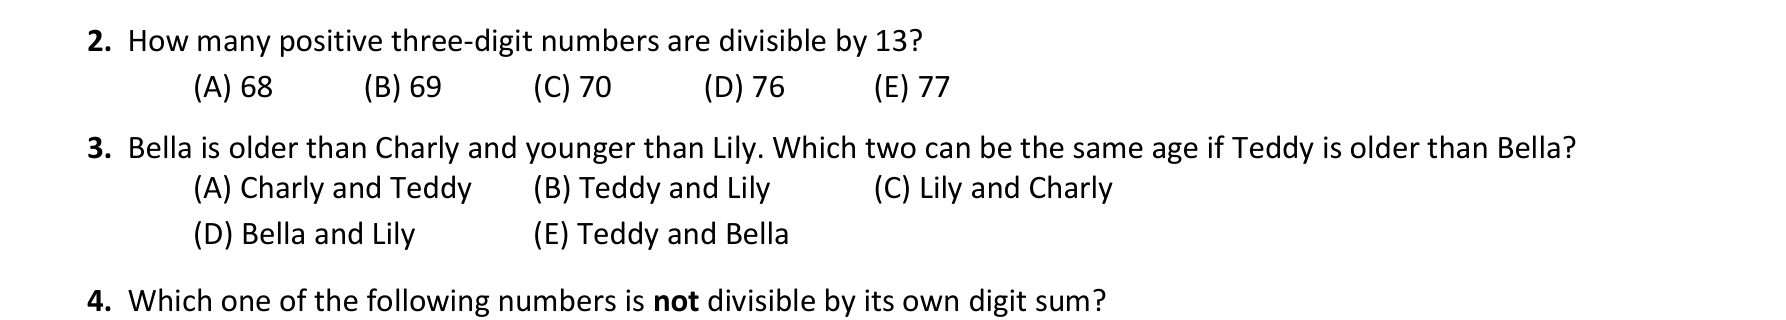 2. How many positive three-digit numbers are divisible by 13?
(A) 68 (B) 69 (C) 70 (D) 76 (E) 77
3. Bella is older than Charly and younger than Lily. Which two can be the same age if Teddy is older than Bella?
(A) Charly and Teddy (B) Teddy and Lily (C) Lily and Charly
(D) Bella and Lily (E) Teddy and Bella
4. Which one of the following numbers is not divisible by its own digit sum?